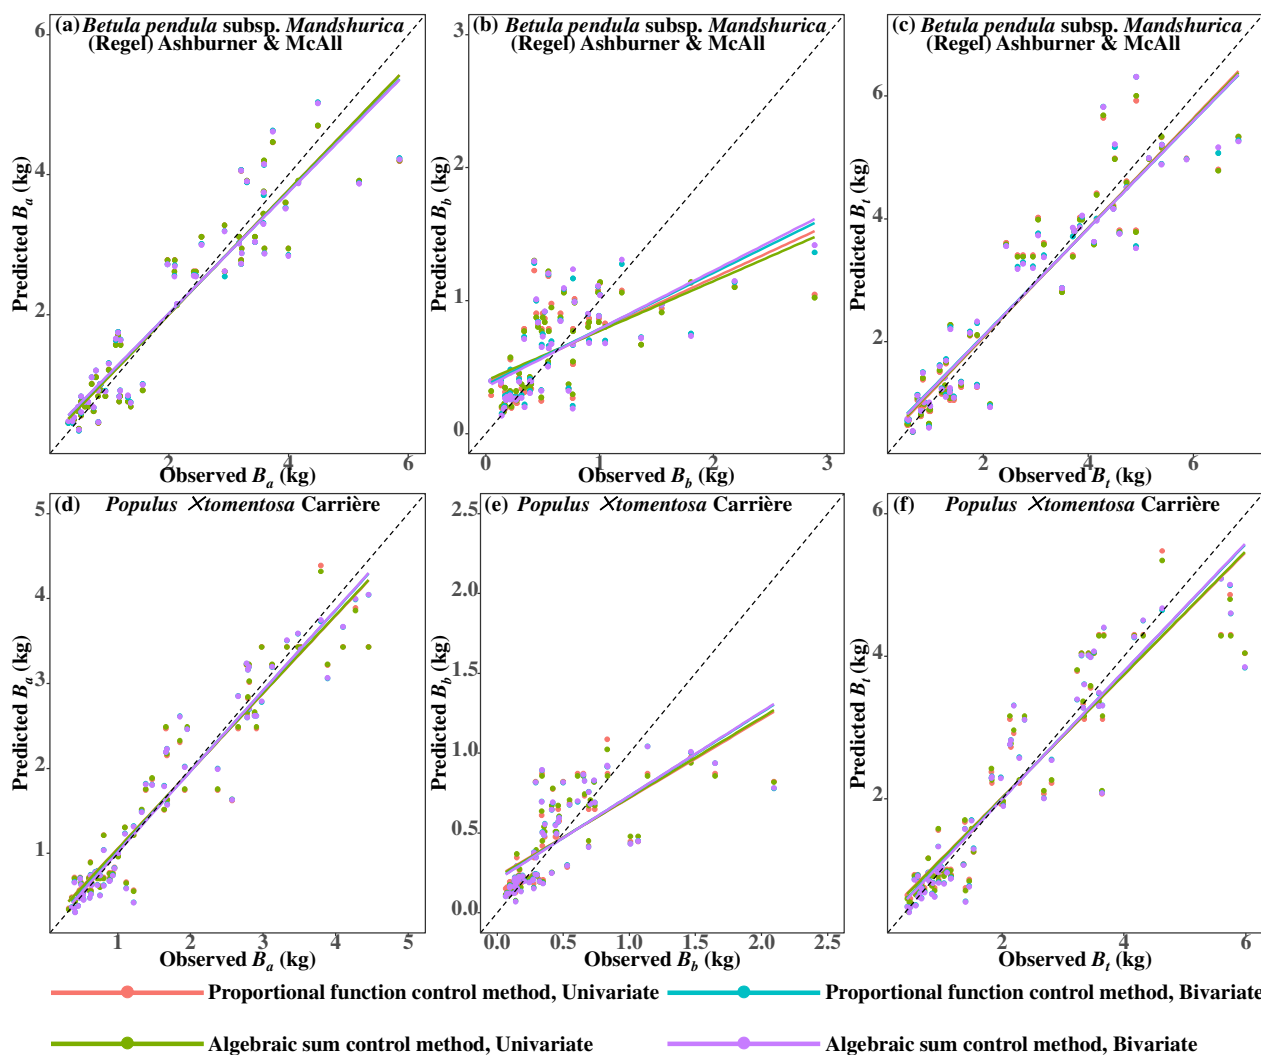 (a) Betula pendula subsp. Mandshurica
(Regel) Ashburner & McAll
6
4
2
Predicted Ba (kg)
2
4
6
Observed Ba (kg)
(b) Betula pendula subsp. Mandshurica
(Regel) Ashburner & McAll
3
2
1
0
Predicted Bb (kg)
0
1
2
3
Observed Bb (kg)
(c) Betula pendula subsp. Mandshurica
(Regel) Ashburner & McAll
6
4
2
Predicted Bt (kg)
2
4
6
Observed Bt (kg)
(d) Populus ×tomentosa Carrière
5
4
3
2
1
Predicted Ba (kg)
1
2
3
4
5
Observed Ba (kg)
(e) Populus ×tomentosa Carrière
2.5
2.0
1.5
1.0
0.5
0.0
Predicted Bb (kg)
0.0
0.5
1.0
1.5
2.0
2.5
Observed Bb (kg)
(f) Populus ×tomentosa Carrière
6
4
2
Predicted Bt (kg)
2
4
6
Observed Bt (kg)
Proportional function control method, Univariate
Proportional function control method, Bivariate
Algebraic sum control method, Univariate
Algebraic sum control method, Bivariate